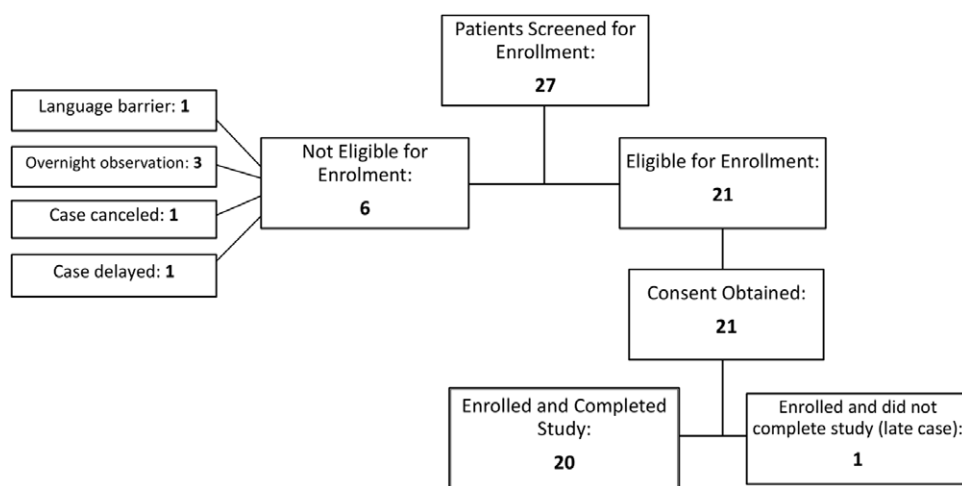 Patients Screened for
Enrollment:
27
Language barrier: 1
Overnight observation: 3
Case canceled: 1
Case delayed: 1
Not Eligible for
Enrolment:
6
Eligible for Enrollment:
21
Consent Obtained:
21
Enrolled and Completed
Study:
20
Enrolled and did not
complete study (late case):
1